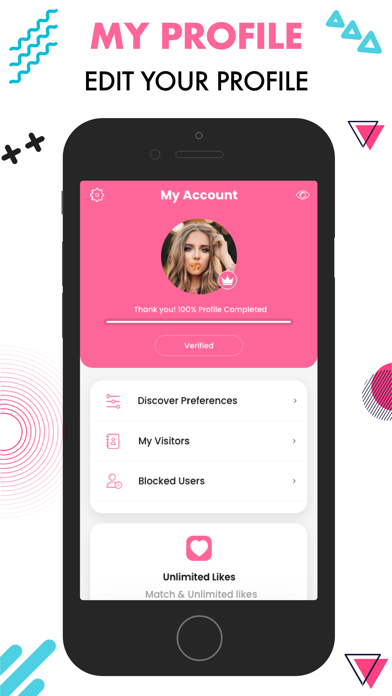 MY PROFILE
EDIT YOUR PROFILE
My Account
Thank you! 100% Profile Completed
Verified
Discover Preferences
My Visitors
Blocked Users
Unlimited Likes
Match & Unlimited likes